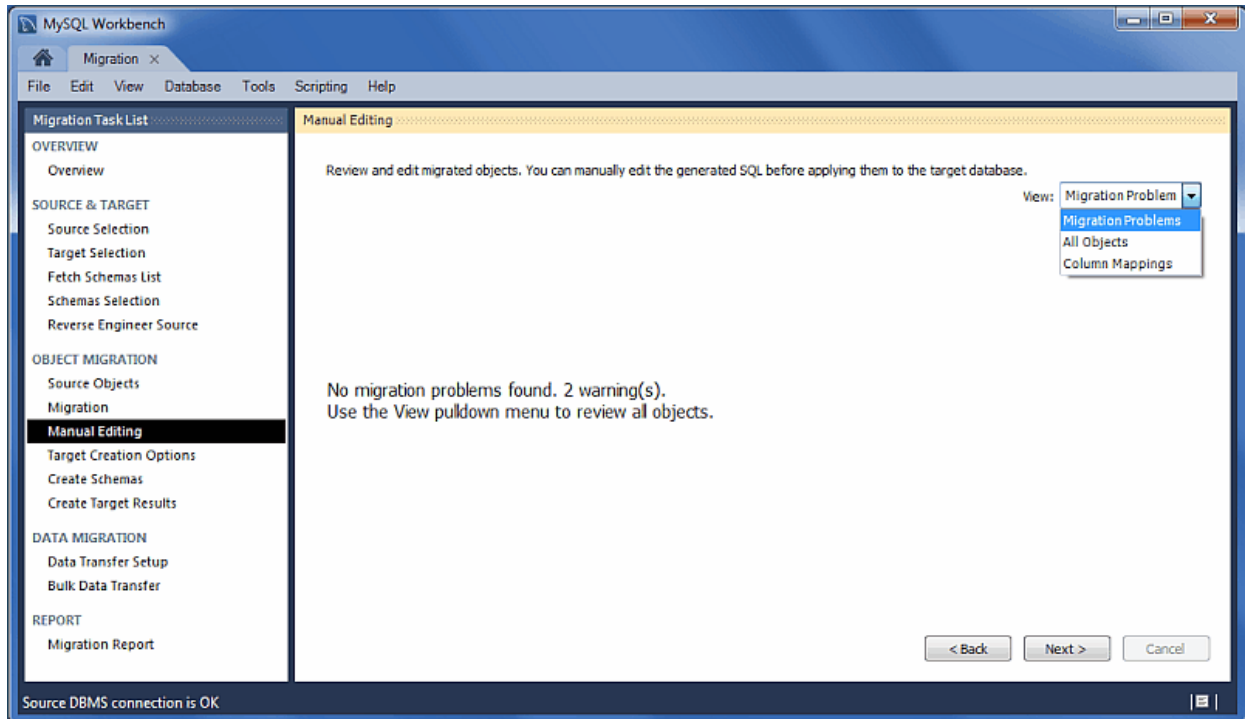 MySQL Workbench
Migration
File Edit View Database Tools Scripting Help
Migration Task List
OVERVIEW
Overview
SOURCE & TARGET
Source Selection
Target Selection
Fetch Schemas List
Schemas Selection
Reverse Engineer Source
OBJECT MIGRATION
Source Objects
Migration
Manual Editing
Target Creation Options
Create Schemas
Create Target Results
DATA MIGRATION
Data Transfer Setup
Bulk Data Transfer
REPORT
Migration Report
Manual Editing
Review and edit migrated objects. You can manually edit the generated SQL before applying them to the target database.
View: Migration Problem
Migration Problems
All Objects
Column Mappings
No migration problems found. 2 warning(s).
Use the View pulldown menu to review all objects.
< Back Next > Cancel
Source DBMS connection is OK